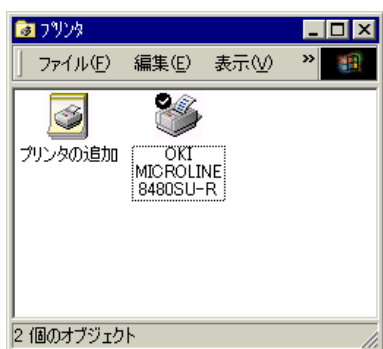 プリンタ
ファイル(F) 編集(E) 表示(V) »
プリンタの追加
OKI
MICROLINE
8480SU-R
2 個のオブジェクト